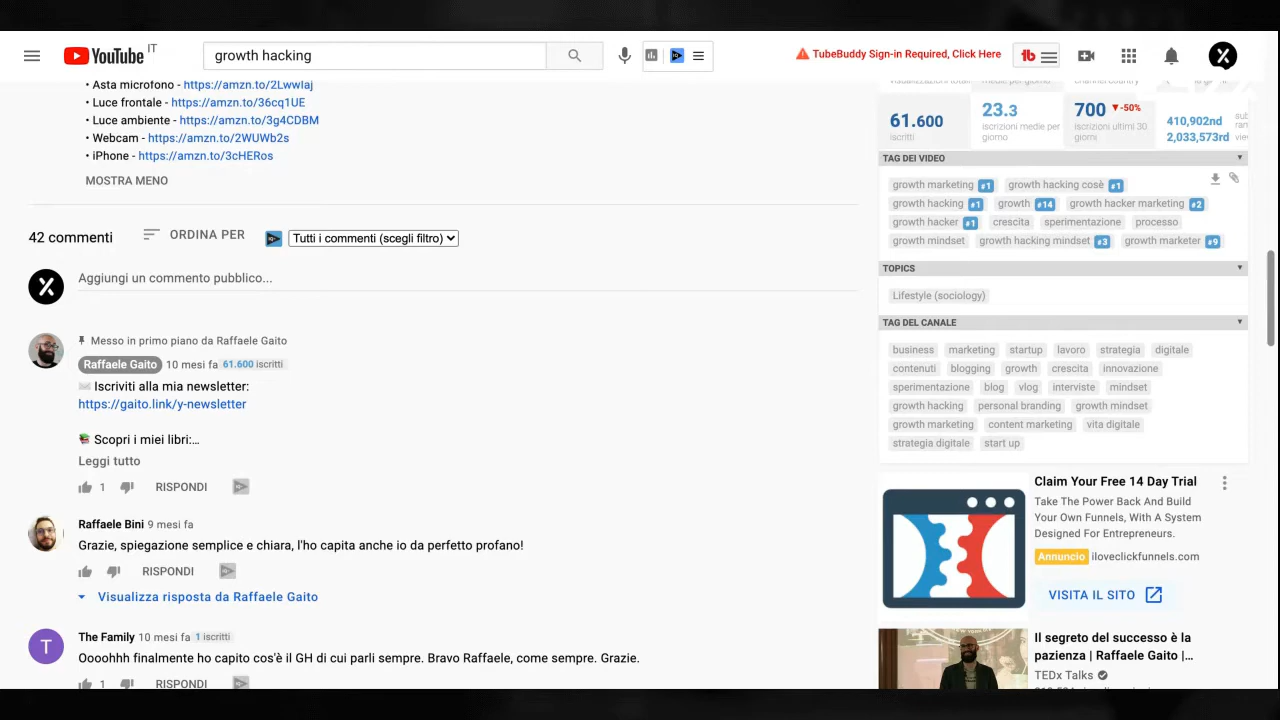 YouTube IT
growth hacking
TubeBuddy Sign-in Required, Click Here
tb
• Asta microfono - https://amzn.to/2LwwIaj
• Luce frontale - https://amzn.to/36cq1UE
• Luce ambiente - https://amzn.to/3g4CDBM
• Webcam - https://amzn.to/2WUWb2s
• iPhone - https://amzn.to/3cHERos
MOSTRA MENO
42 commenti
ORDINA PER
Tutti i commenti (scegli filtro)
Aggiungi un commento pubblico...
Messo in primo piano da Raffaele Gaito
Raffaele Gaito 10 mesi fa 61.600 iscritti
Iscriviti alla mia newsletter:
https://gaito.link/y-newsletter
Scopri i miei libri:...
Leggi tutto
1 RISPONDI
Raffaele Bini 9 mesi fa
Grazie, spiegazione semplice e chiara, l'ho capita anche io da perfetto profano!
RISPONDI
Visualizza risposta da Raffaele Gaito
T
The Family 10 mesi fa 1 iscritti
Oooohhh finalmente ho capito cos'è il GH di cui parli sempre. Bravo Raffaele, come sempre. Grazie.
1 RISPONDI
61.600
iscritti
23.3
iscrizioni medie per
giorno
700 ▼-50%
iscrizioni ultimi 30
giorni
410,902nd
2,033,573rd
TAG DEI VIDEO
growth marketing #1 growth hacking cosè #1
growth hacking #1 growth #14 growth hacker marketing #2
growth hacker #1 crescita sperimentazione processo
growth mindset growth hacking mindset #3 growth marketer #9
TOPICS
Lifestyle (sociology)
TAG DEL CANALE
business marketing startup lavoro strategia digitale
contenuti blogging growth crescita innovazione
sperimentazione blog vlog interviste mindset
growth hacking personal branding growth mindset
growth marketing content marketing vita digitale
strategia digitale start up
Claim Your Free 14 Day Trial
Take The Power Back And Build
Your Own Funnels, With A System
Designed For Entrepreneurs.
Annuncio iloveclickfunnels.com
VISITA IL SITO
Il segreto del successo è la
pazienza | Raffaele Gaito |...
TEDx Talks